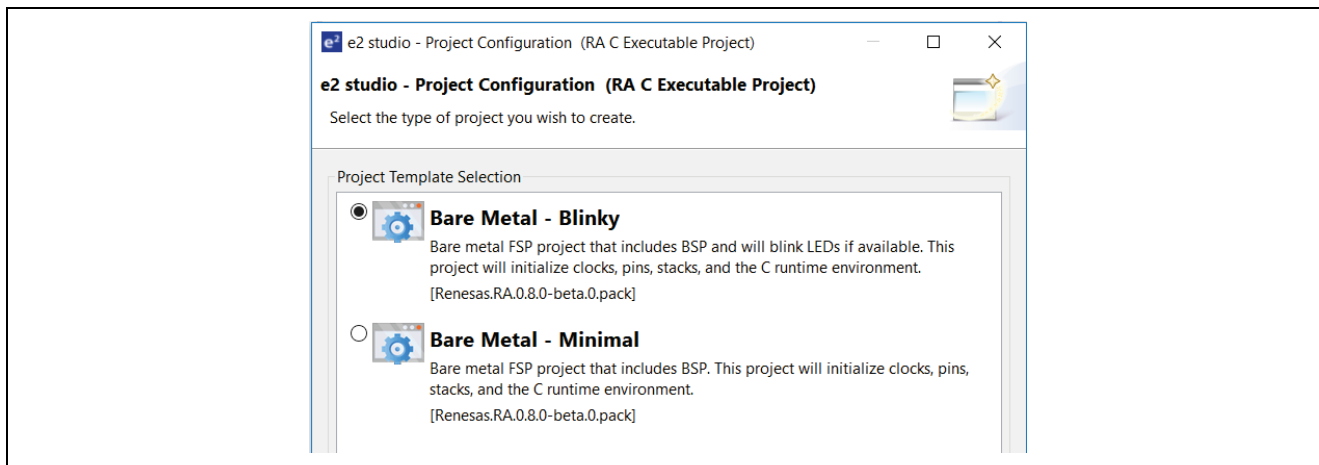 e2 e2 studio - Project Configuration (RA C Executable Project)
e2 studio - Project Configuration (RA C Executable Project)
Select the type of project you wish to create.
Project Template Selection
Bare Metal - Blinky
Bare metal FSP project that includes BSP and will blink LEDs if available. This
project will initialize clocks, pins, stacks, and the C runtime environment.
[Renesas.RA.0.8.0-beta.0.pack]
Bare Metal - Minimal
Bare metal FSP project that includes BSP. This project will initialize clocks, pins,
stacks, and the C runtime environment.
[Renesas.RA.0.8.0-beta.0.pack]